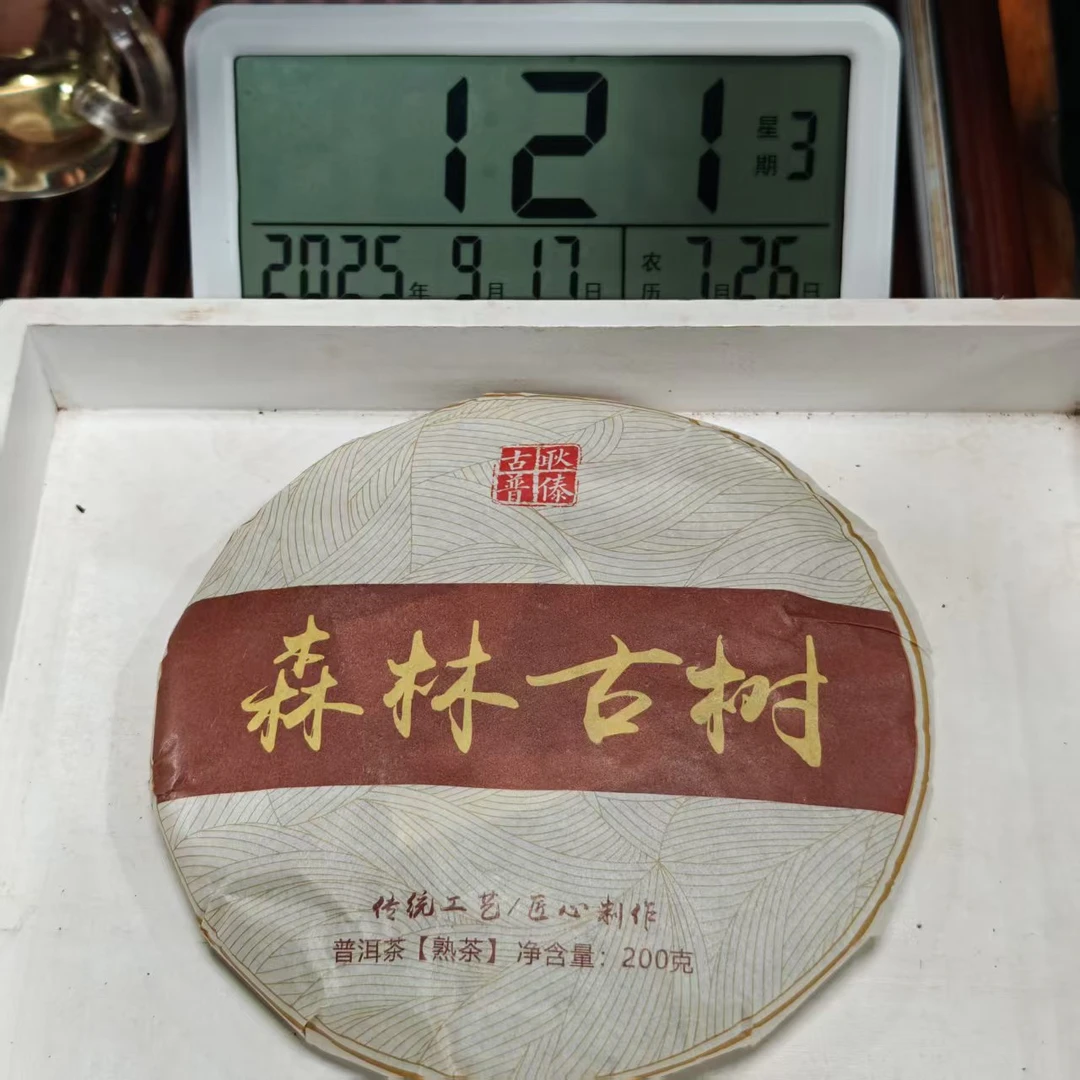 121 星期3
2025年9月17日 农历7月26日
耿傣古普
森林古树
传统工艺/匠心制作
普洱茶【熟茶】 净含量：200克